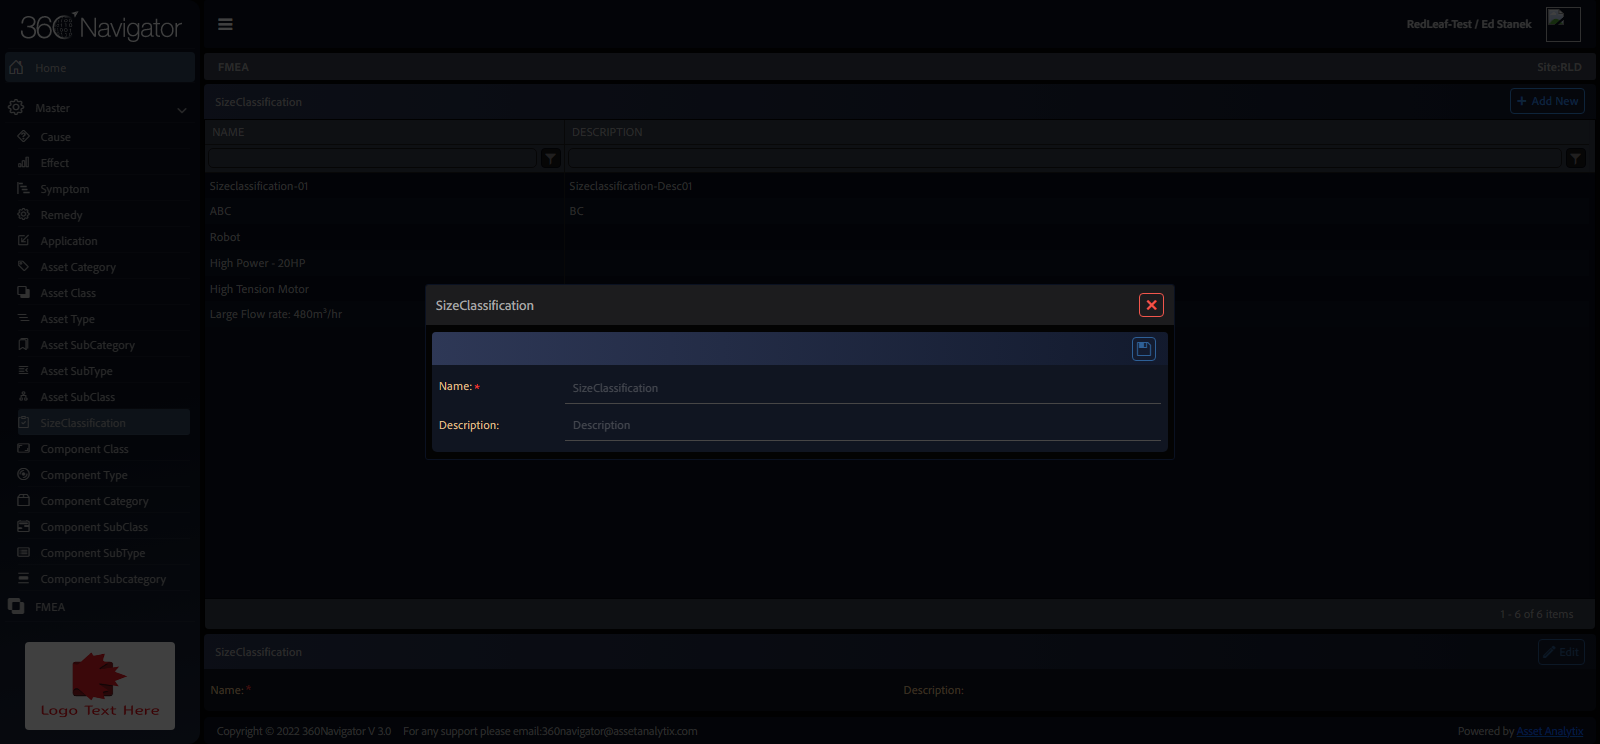 360 Navigator
RedLeaf-Test / Ed Stanek
Home
FMEA
Site:RLD
Master
SizeClassification
+ Add New
NAME
DESCRIPTION
Cause
Effect
Symptom
Remedy
Application
Asset Category
Asset Class
Asset Type
Asset SubCategory
Asset SubType
Asset SubClass
SizeClassification
Component Class
Component Type
Component Category
Component SubClass
Component SubType
Component Subcategory
FMEA
Logo Text Here
Sizeclassification-01
Sizeclassification-Desc01
ABC
BC
Robot
High Power - 20HP
High Tension Motor
Large Flow rate: 480m³/hr
SizeClassification
Name: *
SizeClassification
Description:
Description
1 - 6 of 6 items
SizeClassification
Edit
Name: *
Description:
Copyright © 2022 360Navigator V 3.0 For any support please email:360navigator@assetanalytix.com
Powered by Asset Analytix